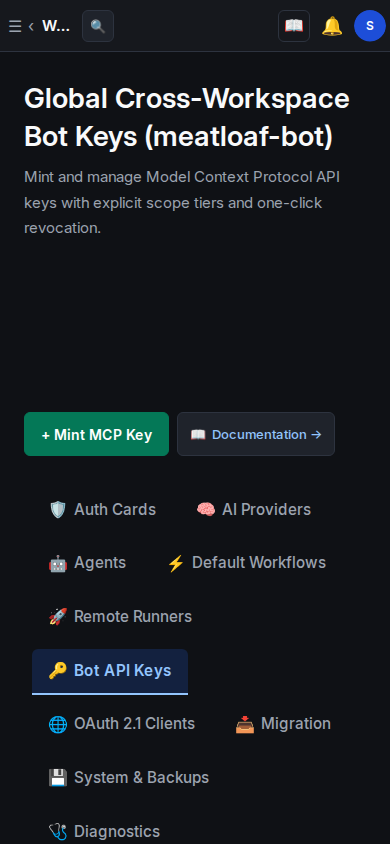 W...
S
Global Cross-Workspace
Bot Keys (meatloaf-bot)
Mint and manage Model Context Protocol API
keys with explicit scope tiers and one-click
revocation.
+ Mint MCP Key
Documentation →
Auth Cards
AI Providers
Agents
Default Workflows
Remote Runners
Bot API Keys
OAuth 2.1 Clients
Migration
System & Backups
Diagnostics